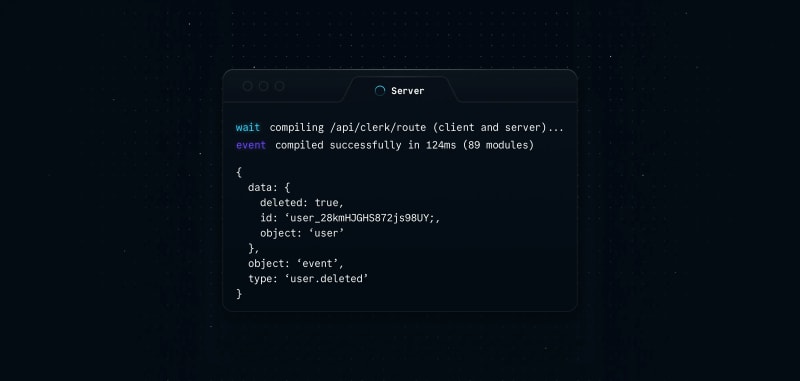 Server
wait compiling /api/clerk/route (client and server)...
event compiled successfully in 124ms (89 modules)
{
data: {
deleted: true,
id: ‘user_28kmHJGHS872js98UY;,
object: ‘user’
},
object: ‘event’,
type: ‘user.deleted’
}